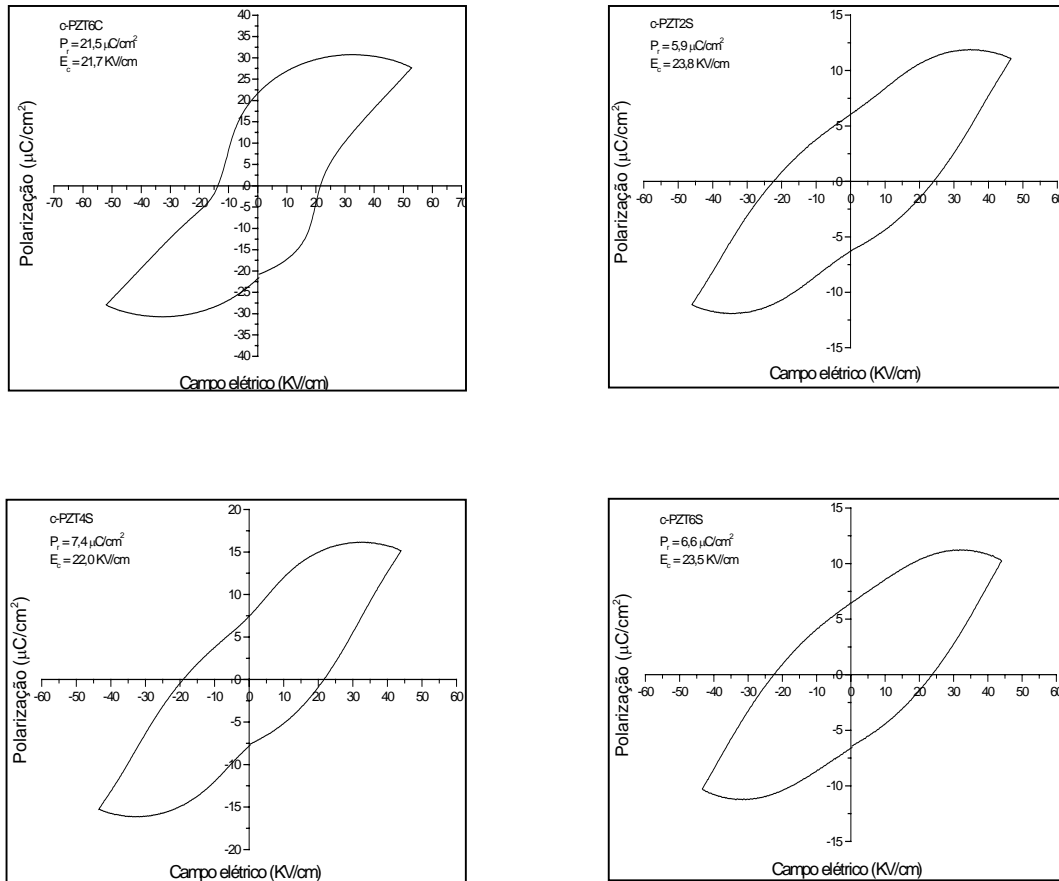 c-PZT6C
Pr = 21,5 μC/cm²
Ec = 21,7 KV/cm
Polarização (μC/cm²)
40
35
30
25
20
15
10
5
0
-5
-10
-15
-20
-25
-30
-35
-40
-70 -60 -50 -40 -30 -20 -10 0 10 20 30 40 50 60 70
Campo elétrico (KV/cm)
c-PZT2S
Pr = 5,9 μC/cm²
Ec = 23,8 KV/cm
Polarização (μC/cm²)
15
10
5
0
-5
-10
-15
-60 -50 -40 -30 -20 -10 0 10 20 30 40 50 60
Campo elétrico (KV/cm)
c-PZT4S
Pr = 7,4 μC/cm²
Ec = 22,0 KV/cm
Polarização (μC/cm²)
20
15
10
5
0
-5
-10
-15
-20
-60 -50 -40 -30 -20 -10 0 10 20 30 40 50 60
Campo elétrico (KV/cm)
c-PZT6S
Pr = 6,6 μC/cm²
Ec = 23,5 KV/cm
Polarização (μC/cm²)
15
10
5
0
-5
-10
-15
-60 -50 -40 -30 -20 -10 0 10 20 30 40 50 60
Campo elétrico (KV/cm)